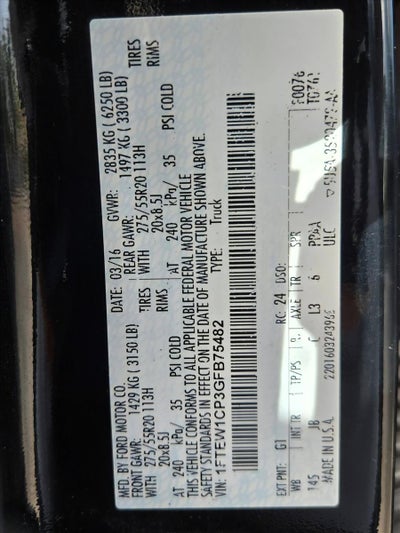 MFD. BY FORD MOTOR CO.
DATE: 03/16 GVWR: 2835 KG ( 6250 LB)
FRONT GAWR: 1429 KG ( 3150 LB) REAR GAWR: 1497 KG ( 3300 LB)
WITH 275/55R20 113H TIRES WITH 275/55R20 113H TIRES
20x8.5J RIMS 20x8.5J RIMS
AT 240 kPa/ 35 PSI COLD AT 240 kPa/ 35 PSI COLD
THIS VEHICLE CONFORMS TO ALL APPLICABLE FEDERAL MOTOR VEHICLE
SAFETY STANDARDS IN EFFECT ON THE DATE OF MANUFACTURE SHOWN ABOVE.
1FTEW1CP3GFB75482 Truck
EXT PNT: G1 RC: 24 DSO:
WB INT TR TP/PS R AXLE TR SPR
145 JB C L3 6 PPAA
MADE IN U.S.A. ULC